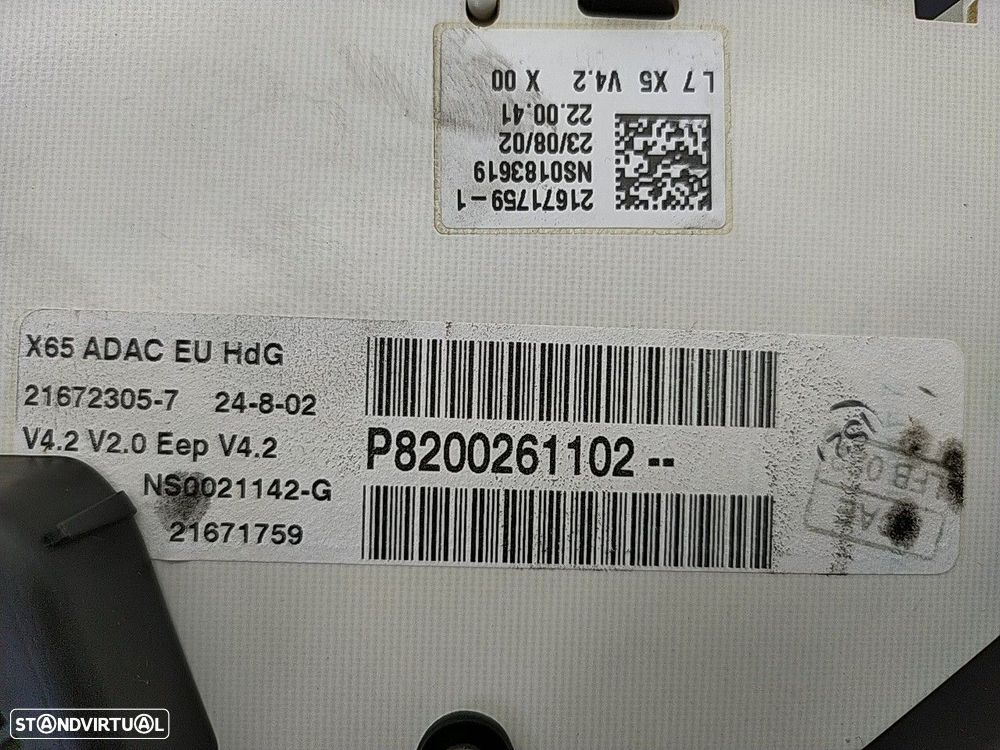 L 7 X5 V4.2 X 00
22.00.41
23/08/02
NS0183619
21671759-1
X65 ADAC EU HdG
21672305-7 24-8-02
V4.2 V2.0 Eep V4.2
NS0021142-G
21671759
P8200261102 --
STANDVIRTUAL